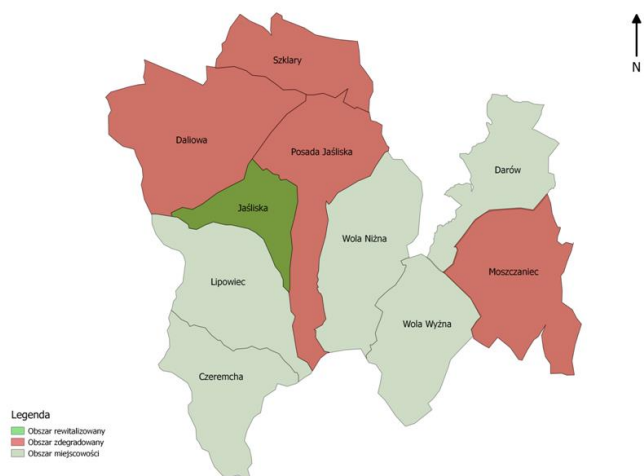 N
Szklary
Daliowa
Posada Jaśliska
Darów
Jaśliska
Wola Niżna
Moszczaniec
Lipowiec
Wola Wyżna
Czeremcha
Legenda
Obszar rewitalizowany
Obszar zdegradowany
Obszar miejscowości